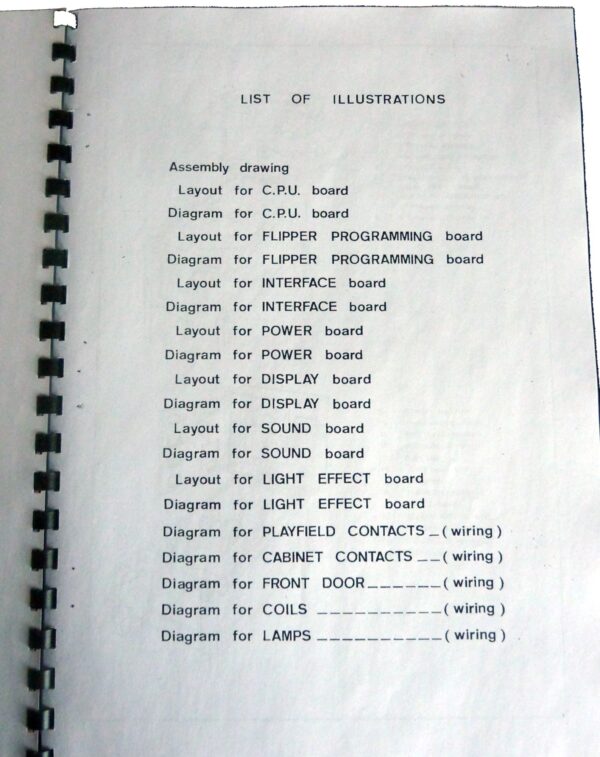 LIST OF ILLUSTRATIONS
Assembly drawing
Layout for C.P.U. board
Diagram for C.P.U. board
Layout for FLIPPER PROGRAMMING board
Diagram for FLIPPER PROGRAMMING board
Layout for INTERFACE board
Diagram for INTERFACE board
Layout for POWER board
Diagram for POWER board
Layout for DISPLAY board
Diagram for DISPLAY board
Layout for SOUND board
Diagram for SOUND board
Layout for LIGHT EFFECT board
Diagram for LIGHT EFFECT board
Diagram for PLAYFIELD CONTACTS _ ( wiring )
Diagram for CABINET CONTACTS _ _ ( wiring )
Diagram for FRONT DOOR _ _ _ _ _ _ ( wiring )
Diagram for COILS _ _ _ _ _ _ _ _ _ _ ( wiring )
Diagram for LAMPS _ _ _ _ _ _ _ _ _ _ ( wiring )